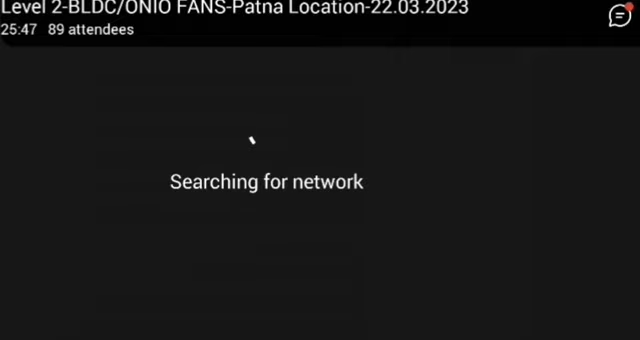 Level 2-BLDC/ONIO FANS-Patna Location-22.03.2023
25:47 89 attendees
Searching for network